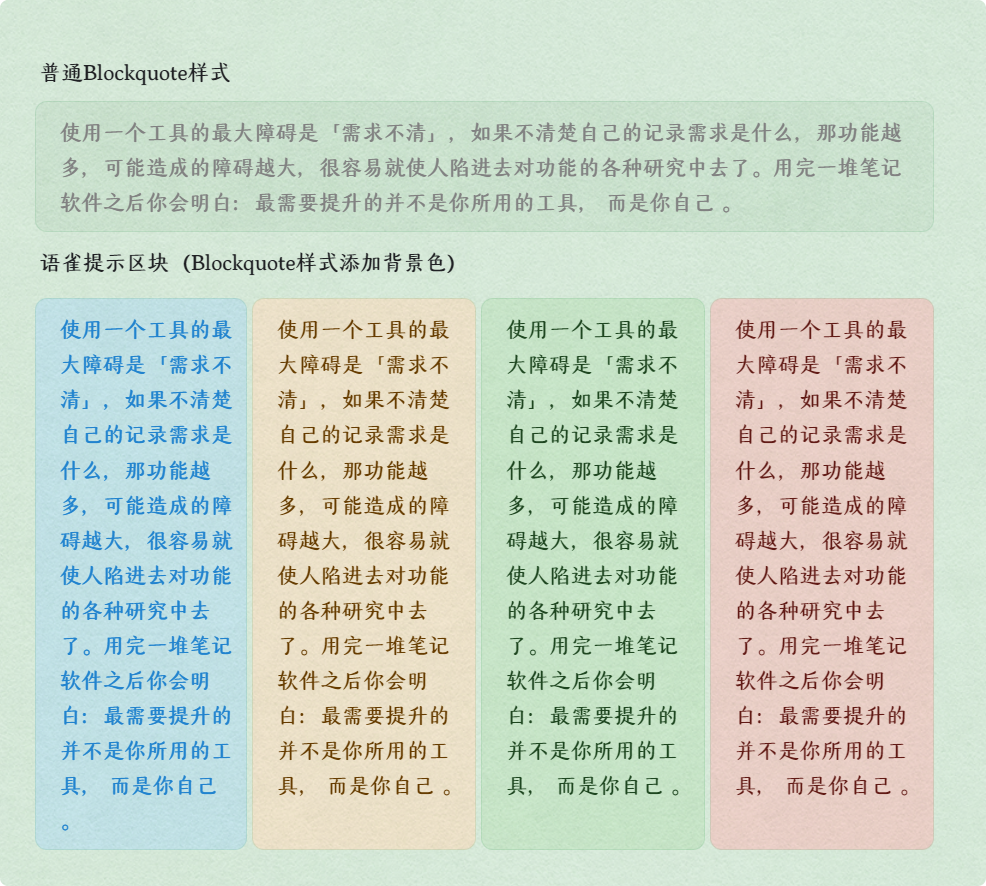 普通Blockquote样式
使用一个工具的最大障碍是「需求不清」，如果不清楚自己的记录需求是什么，那功能越
多，可能造成的障碍越大，很容易就使人陷进去对功能的各种研究中去了。用完一堆笔记
软件之后你会明白：最需要提升的并不是你所用的工具， 而是你自己 。
语雀提示区块（Blockquote样式添加背景色）
使用一个工具的最
大障碍是「需求不
清」，如果不清楚
自己的记录需求是
什么，那功能越
多，可能造成的障
碍越大，很容易就
使人陷进去对功能
的各种研究中去
了。用完一堆笔记
软件之后你会明
白：最需要提升的
并不是你所用的工
具， 而是你自己
。
使用一个工具的最
大障碍是「需求不
清」，如果不清楚
自己的记录需求是
什么，那功能越
多，可能造成的障
碍越大，很容易就
使人陷进去对功能
的各种研究中去
了。用完一堆笔记
软件之后你会明
白：最需要提升的
并不是你所用的工
具， 而是你自己 。
使用一个工具的最
大障碍是「需求不
清」，如果不清楚
自己的记录需求是
什么，那功能越
多，可能造成的障
碍越大，很容易就
使人陷进去对功能
的各种研究中去
了。用完一堆笔记
软件之后你会明
白：最需要提升的
并不是你所用的工
具， 而是你自己 。
使用一个工具的最
大障碍是「需求不
清」，如果不清楚
自己的记录需求是
什么，那功能越
多，可能造成的障
碍越大，很容易就
使人陷进去对功能
的各种研究中去
了。用完一堆笔记
软件之后你会明
白：最需要提升的
并不是你所用的工
具， 而是你自己 。